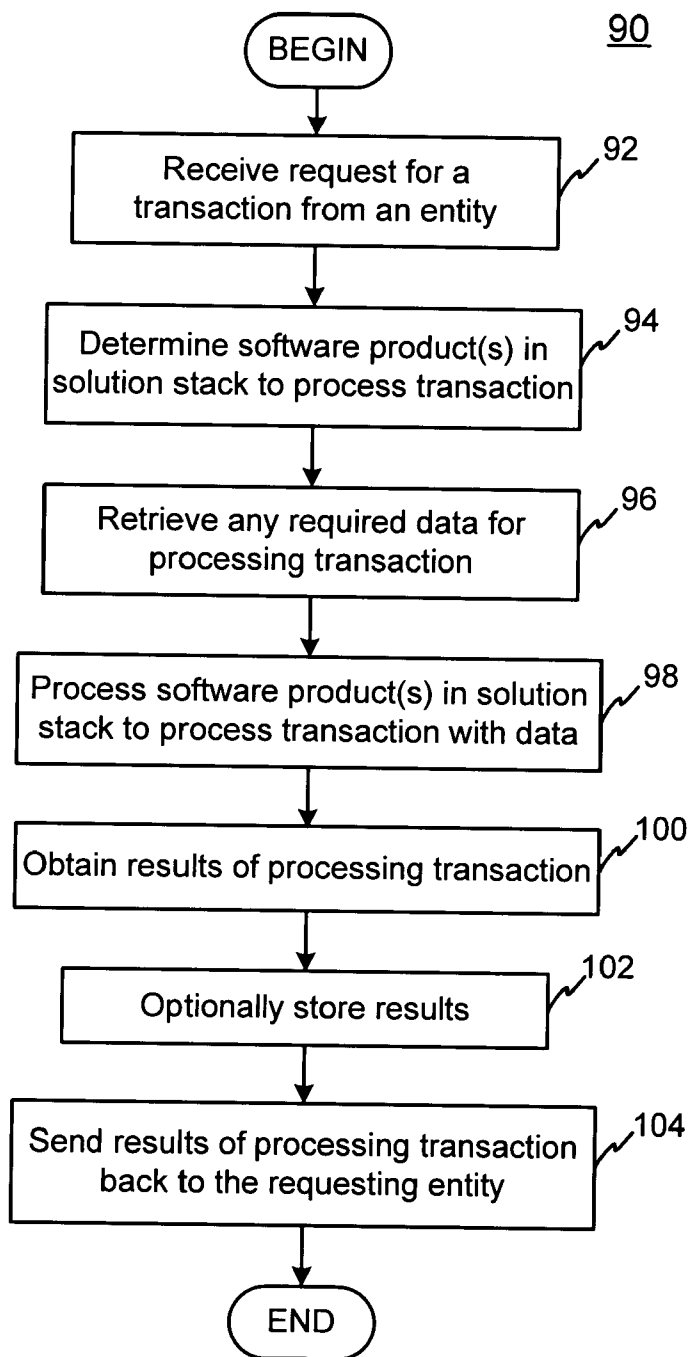 90
BEGIN
92
Receive request for a
transaction from an entity
94
Determine software product(s) in
solution stack to process transaction
96
Retrieve any required data for
processing transaction
98
Process software product(s) in solution
stack to process transaction with data
100
Obtain results of processing transaction
102
Optionally store results
104
Send results of processing transaction
back to the requesting entity
END